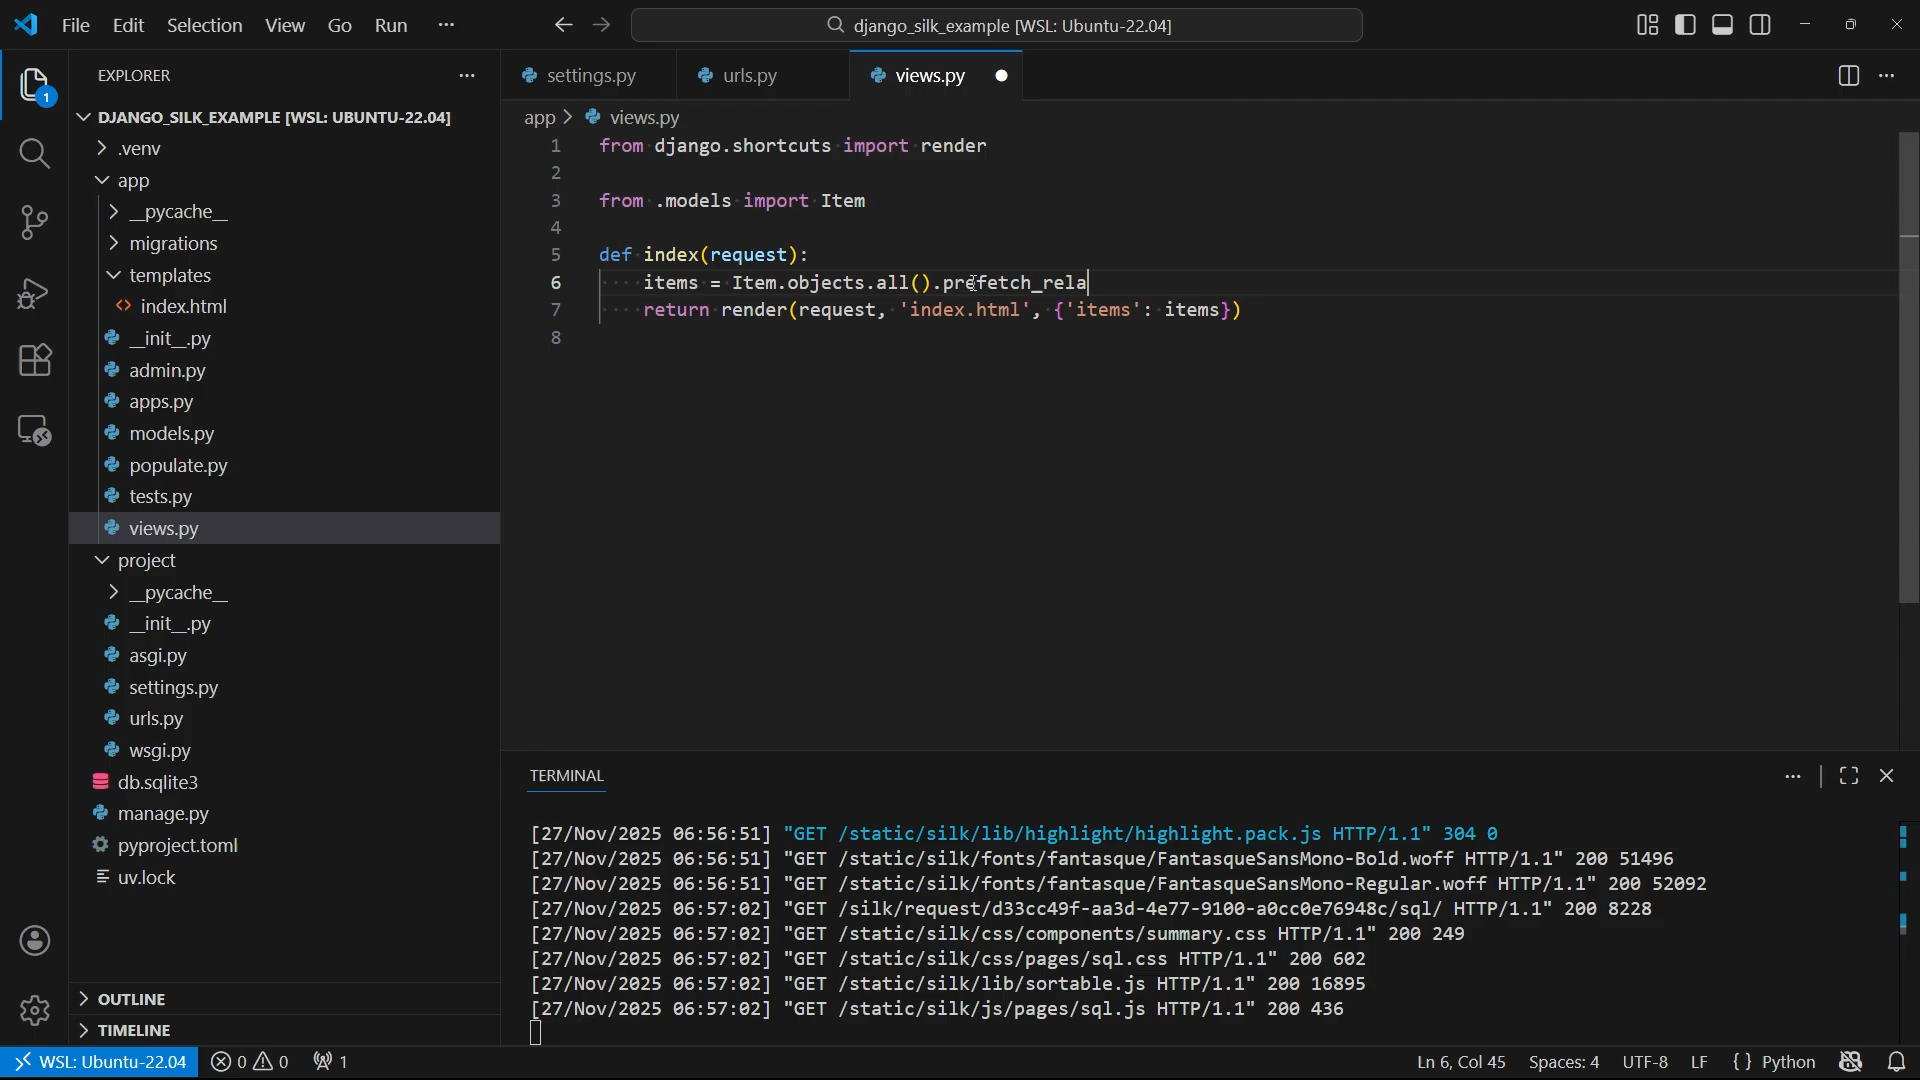 File Edit Selection View Go Run ···
django_silk_example [WSL: Ubuntu-22.04]
EXPLORER
1
DJANGO_SILK_EXAMPLE [WSL: UBUNTU-22.04]
.venv
app
__pycache__
migrations
templates
<> index.html
__init__.py
admin.py
apps.py
models.py
populate.py
tests.py
views.py
project
__pycache__
__init__.py
asgi.py
settings.py
urls.py
wsgi.py
db.sqlite3
manage.py
pyproject.toml
uv.lock
OUTLINE
TIMELINE
settings.py urls.py views.py
app > views.py
1 from django.shortcuts import render
2
3 from .models import Item
4
5 def index(request):
6 items = Item.objects.all().prefetch_rela
7 return render(request, 'index.html', {'items': items})
8
TERMINAL
[27/Nov/2025 06:56:51] "GET /static/silk/lib/highlight/highlight.pack.js HTTP/1.1" 304 0
[27/Nov/2025 06:56:51] "GET /static/silk/fonts/fantasque/FantasqueSansMono-Bold.woff HTTP/1.1" 200 51496
[27/Nov/2025 06:56:51] "GET /static/silk/fonts/fantasque/FantasqueSansMono-Regular.woff HTTP/1.1" 200 52092
[27/Nov/2025 06:57:02] "GET /silk/request/d33cc49f-aa3d-4e77-9100-a0cc0e76948c/sql/ HTTP/1.1" 200 8228
[27/Nov/2025 06:57:02] "GET /static/silk/css/components/summary.css HTTP/1.1" 200 249
[27/Nov/2025 06:57:02] "GET /static/silk/css/pages/sql.css HTTP/1.1" 200 602
[27/Nov/2025 06:57:02] "GET /static/silk/lib/sortable.js HTTP/1.1" 200 16895
[27/Nov/2025 06:57:02] "GET /static/silk/js/pages/sql.js HTTP/1.1" 200 436
WSL: Ubuntu-22.04 0 0 1 Ln 6, Col 45 Spaces: 4 UTF-8 LF { } Python